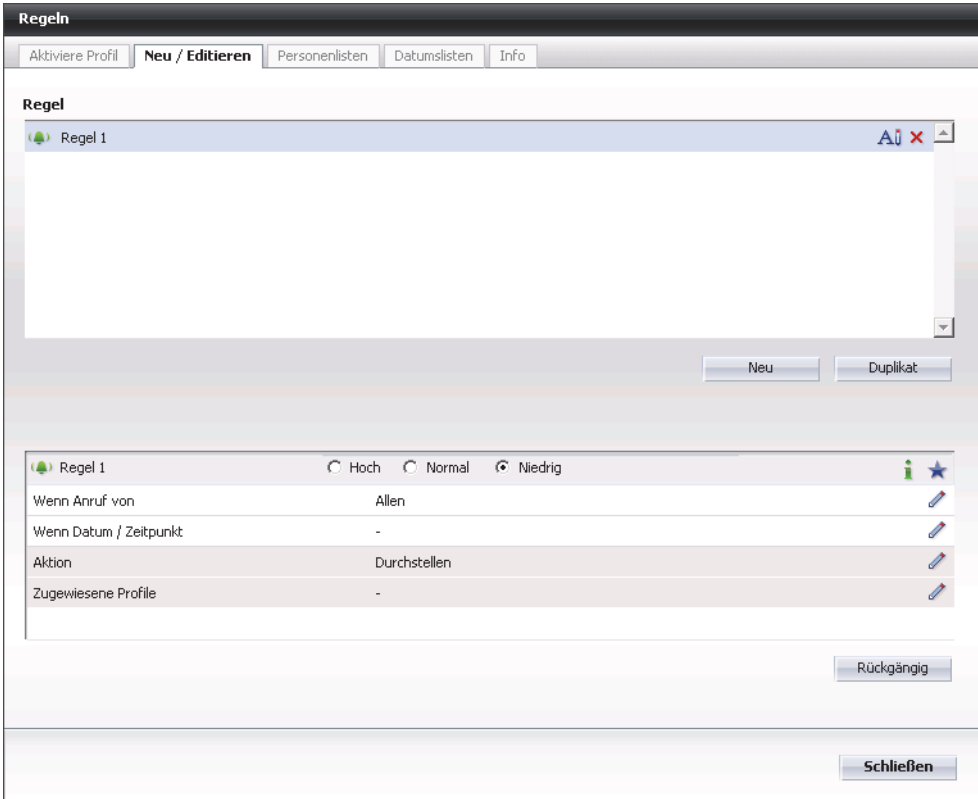 Regeln
Aktiviere Profil Neu / Editieren Personenlisten Datumslisten Info
Regel
Regel 1
Neu Duplikat
Regel 1 Hoch Normal Niedrig
Wenn Anruf von Allen
Wenn Datum / Zeitpunkt -
Aktion Durchstellen
Zugewiesene Profile -
Rückgängig
Schließen